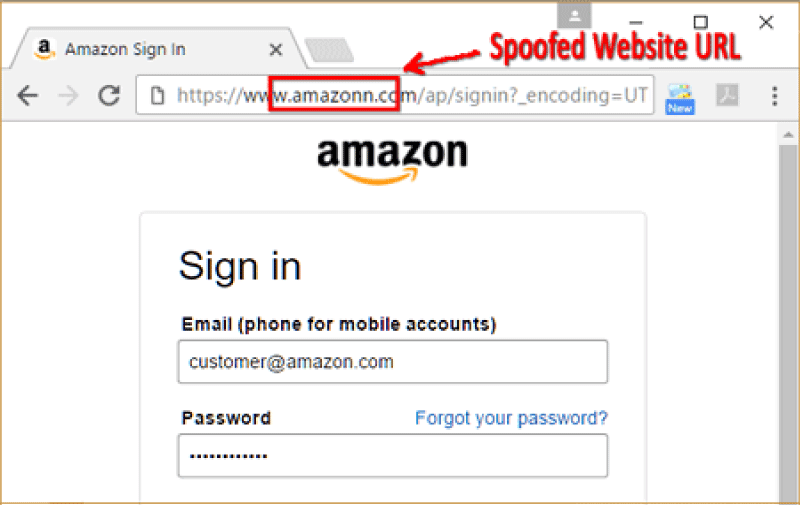 Amazon Sign In
Spoofed Website URL
https://www.amazonn.com/ap/signin?_encoding=UT
New
amazon
Sign in
Email (phone for mobile accounts)
customer@amazon.com
Password Forgot your password?
••••••••••••